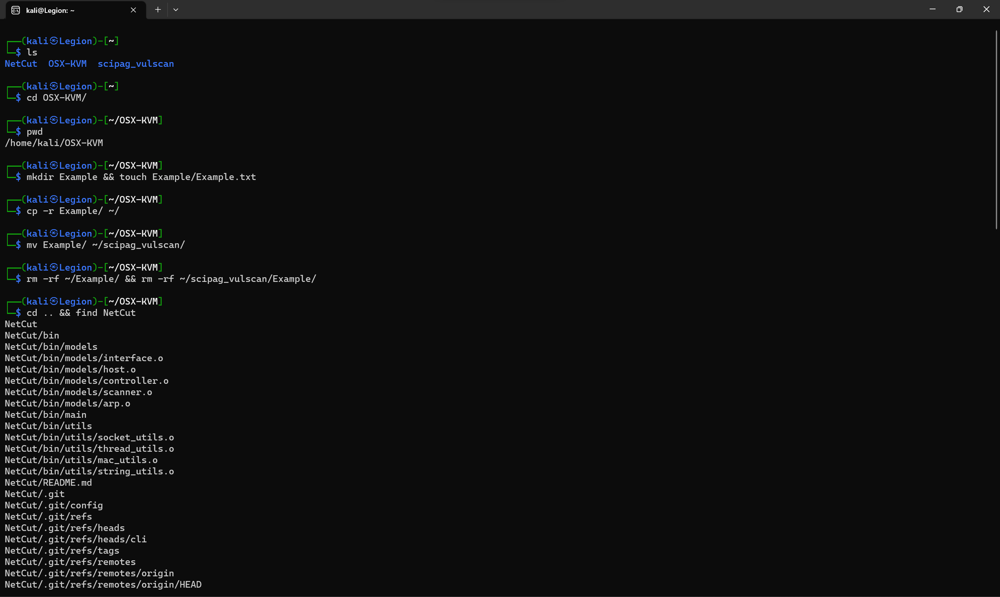 kali@Legion: ~
┌──(kali㉿Legion)-[~]
└─$ ls
NetCut  OSX-KVM  scipag_vulscan
┌──(kali㉿Legion)-[~]
└─$ cd OSX-KVM/
┌──(kali㉿Legion)-[~/OSX-KVM]
└─$ pwd
/home/kali/OSX-KVM
┌──(kali㉿Legion)-[~/OSX-KVM]
└─$ mkdir Example && touch Example/Example.txt
┌──(kali㉿Legion)-[~/OSX-KVM]
└─$ cp -r Example/ ~/
┌──(kali㉿Legion)-[~/OSX-KVM]
└─$ mv Example/ ~/scipag_vulscan/
┌──(kali㉿Legion)-[~/OSX-KVM]
└─$ rm -rf ~/Example/ && rm -rf ~/scipag_vulscan/Example/
┌──(kali㉿Legion)-[~/OSX-KVM]
└─$ cd .. && find NetCut
NetCut
NetCut/bin
NetCut/bin/models
NetCut/bin/models/interface.o
NetCut/bin/models/host.o
NetCut/bin/models/controller.o
NetCut/bin/models/scanner.o
NetCut/bin/models/arp.o
NetCut/bin/main
NetCut/bin/utils
NetCut/bin/utils/socket_utils.o
NetCut/bin/utils/thread_utils.o
NetCut/bin/utils/mac_utils.o
NetCut/bin/utils/string_utils.o
NetCut/README.md
NetCut/.git
NetCut/.git/config
NetCut/.git/refs
NetCut/.git/refs/heads
NetCut/.git/refs/heads/cli
NetCut/.git/refs/tags
NetCut/.git/refs/remotes
NetCut/.git/refs/remotes/origin
NetCut/.git/refs/remotes/origin/HEAD